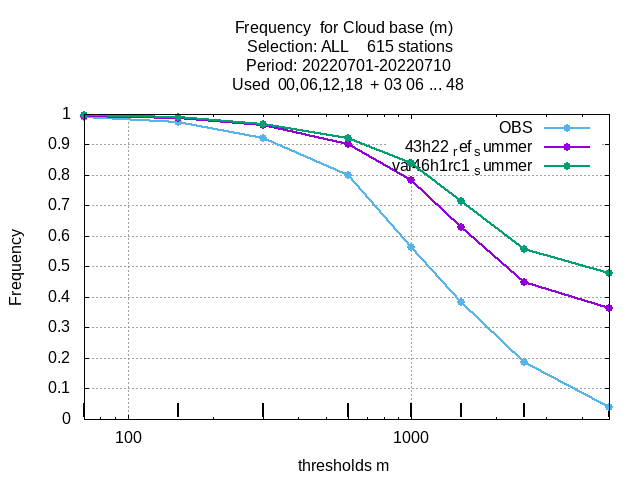 Frequency for Cloud base (m)
Selection: ALL 615 stations
Period: 20220701-20220710
Used 00,06,12,18 + 03 06 ... 48
1
0.9
0.8
0.7
0.6
0.5
0.4
0.3
0.2
0.1
0
Frequency
OBS
43h22 ref summer
va46h1rc1 summer
100
1000
thresholds m